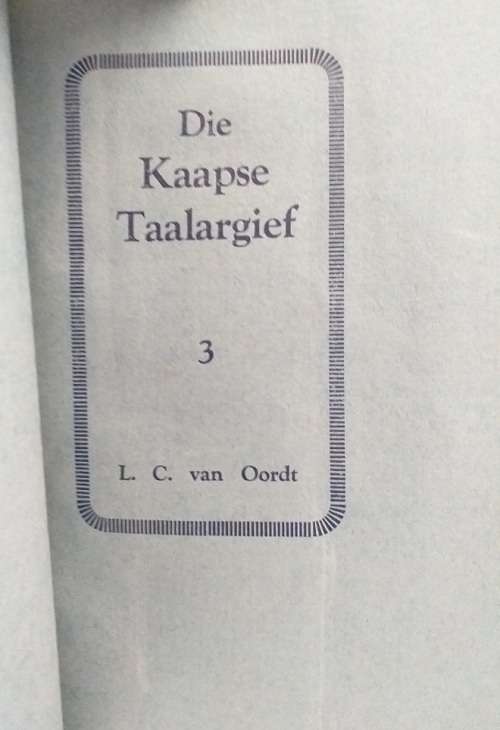 Die
Kaapse
Taalargief
3
L. C. van Oordt